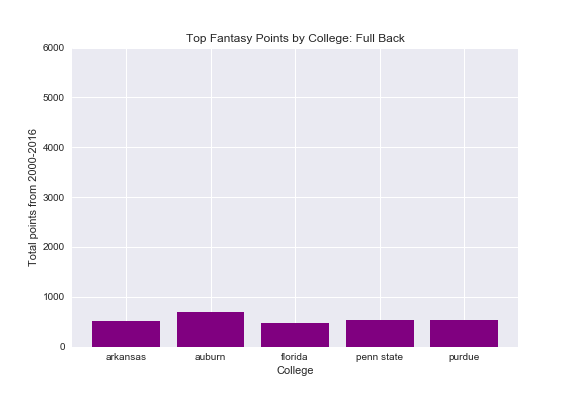 Top Fantasy Points by College: Full Back
6000
5000
4000
3000
2000
1000
0
Total points from 2000-2016
arkansas auburn florida penn state purdue
College